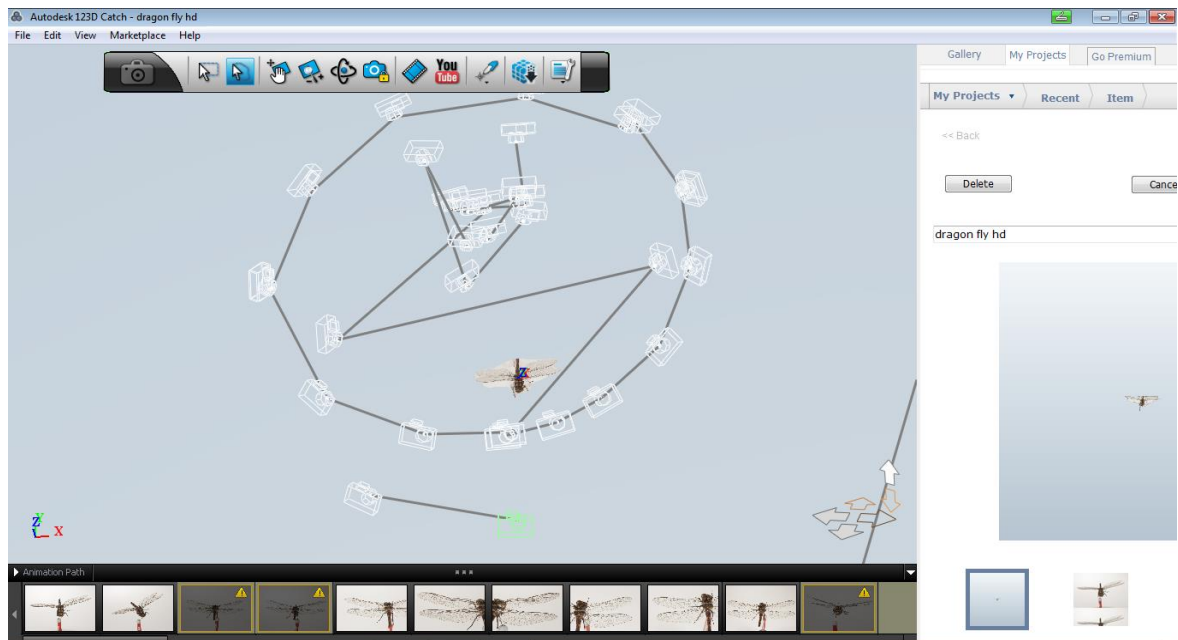 Autodesk 123D Catch - dragon fly hd
File Edit View Marketplace Help
You
Tube
Gallery My Projects Go Premium
My Projects Recent Item
<< Back
Delete Cance
dragon fly hd
Z
Z Y X
Animation Path